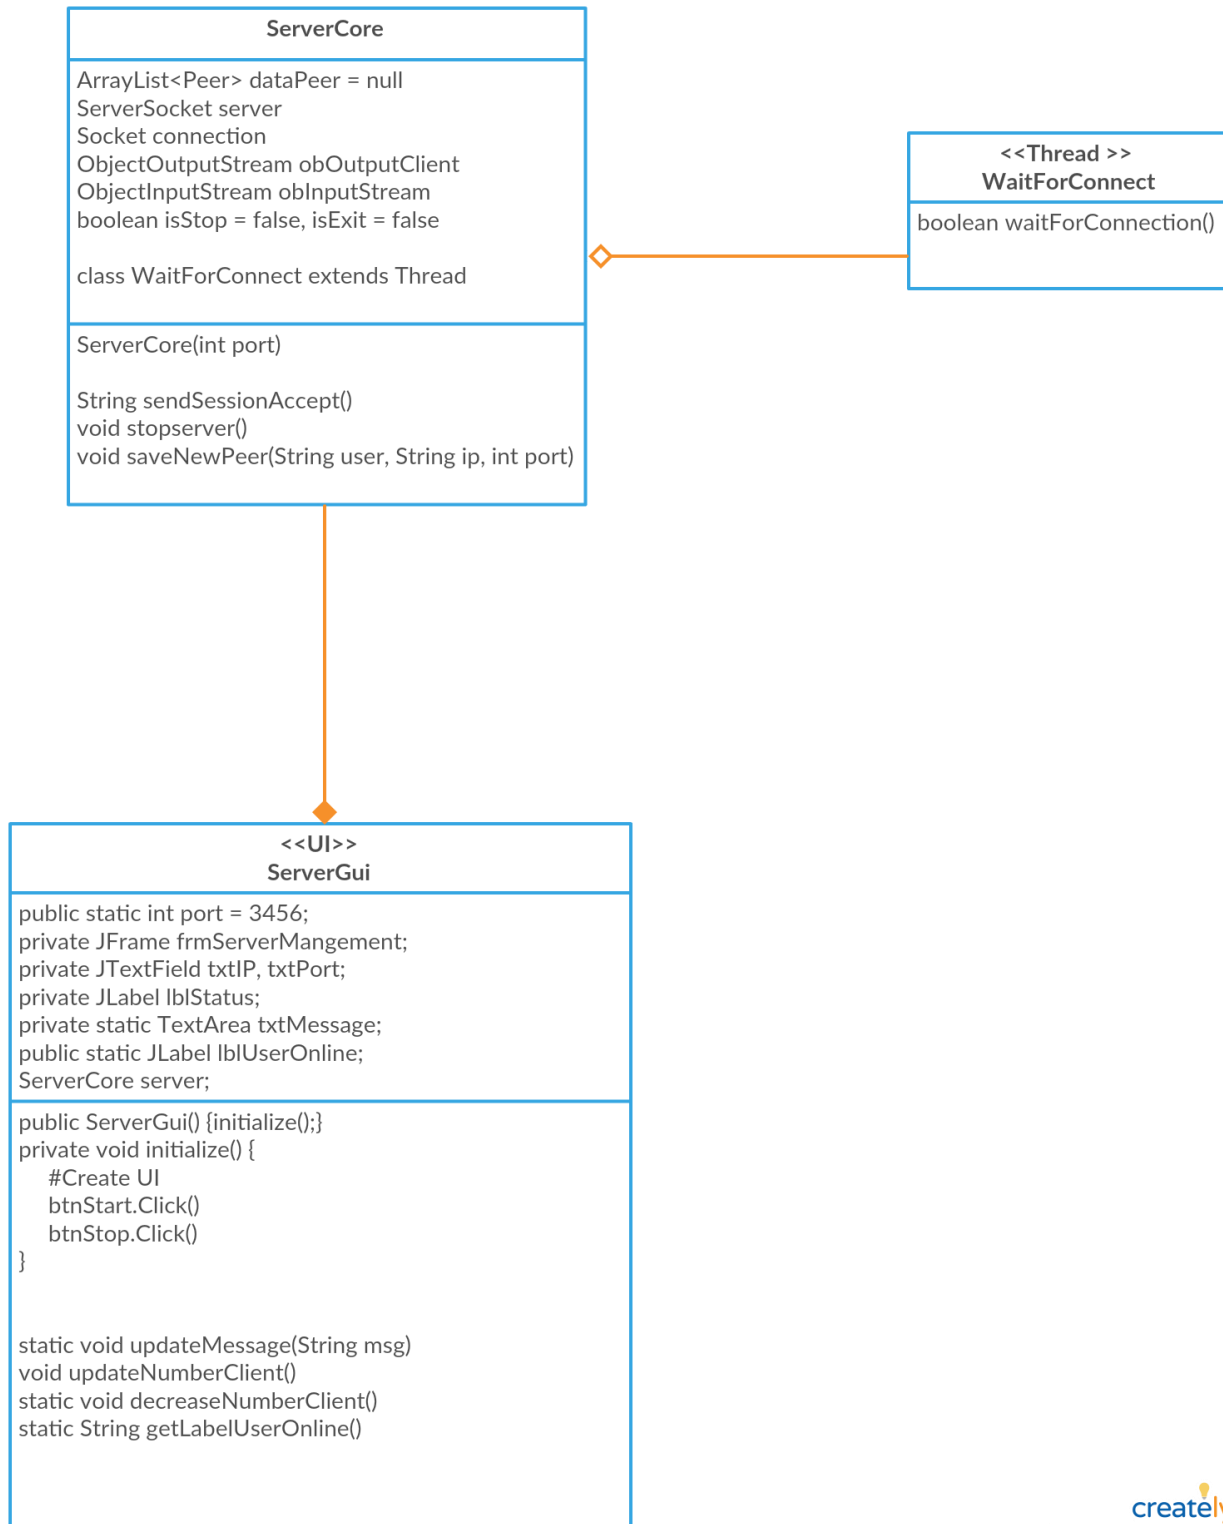 ServerCore
ArrayList<Peer> dataPeer = null
ServerSocket server
Socket connection
ObjectOutputStream obOutputClient
ObjectInputStream obInputStream
boolean isStop = false, isExit = false
class WaitForConnect extends Thread
ServerCore(int port)
String sendSessionAccept()
void stopserver()
void saveNewPeer(String user, String ip, int port)
<<Thread >>
WaitForConnect
boolean waitForConnection()
<<UI>>
ServerGui
public static int port = 3456;
private JFrame frmServerMangement;
private JTextField txtIP, txtPort;
private JLabel lblStatus;
private static TextArea txtMessage;
public static JLabel lblUserOnline;
ServerCore server;
public ServerGui() {initialize();}
private void initialize() {
#Create UI
btnStart.Click()
btnStop.Click()
}
static void updateMessage(String msg)
void updateNumberClient()
static void decreaseNumberClient()
static String getLabelUserOnline()
creately